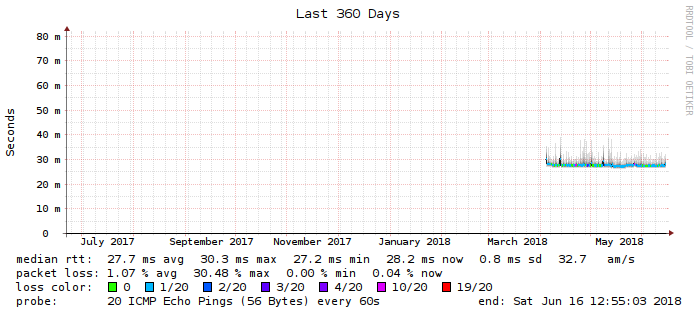 Last 360 Days
RRDTOOL / TOBI OETIKER
Seconds
80 m
70 m
60 m
50 m
40 m
30 m
20 m
10 m
0
July 2017 September 2017 November 2017 January 2018 March 2018 May 2018
median rtt: 27.7 ms avg 30.3 ms max 27.2 ms min 28.2 ms now 0.8 ms sd 32.7 am/s
packet loss: 1.07 % avg 30.48 % max 0.00 % min 0.04 % now
loss color: 0 1/20 2/20 3/20 4/20 10/20 19/20
probe: 20 ICMP Echo Pings (56 Bytes) every 60s end: Sat Jun 16 12:55:03 2018